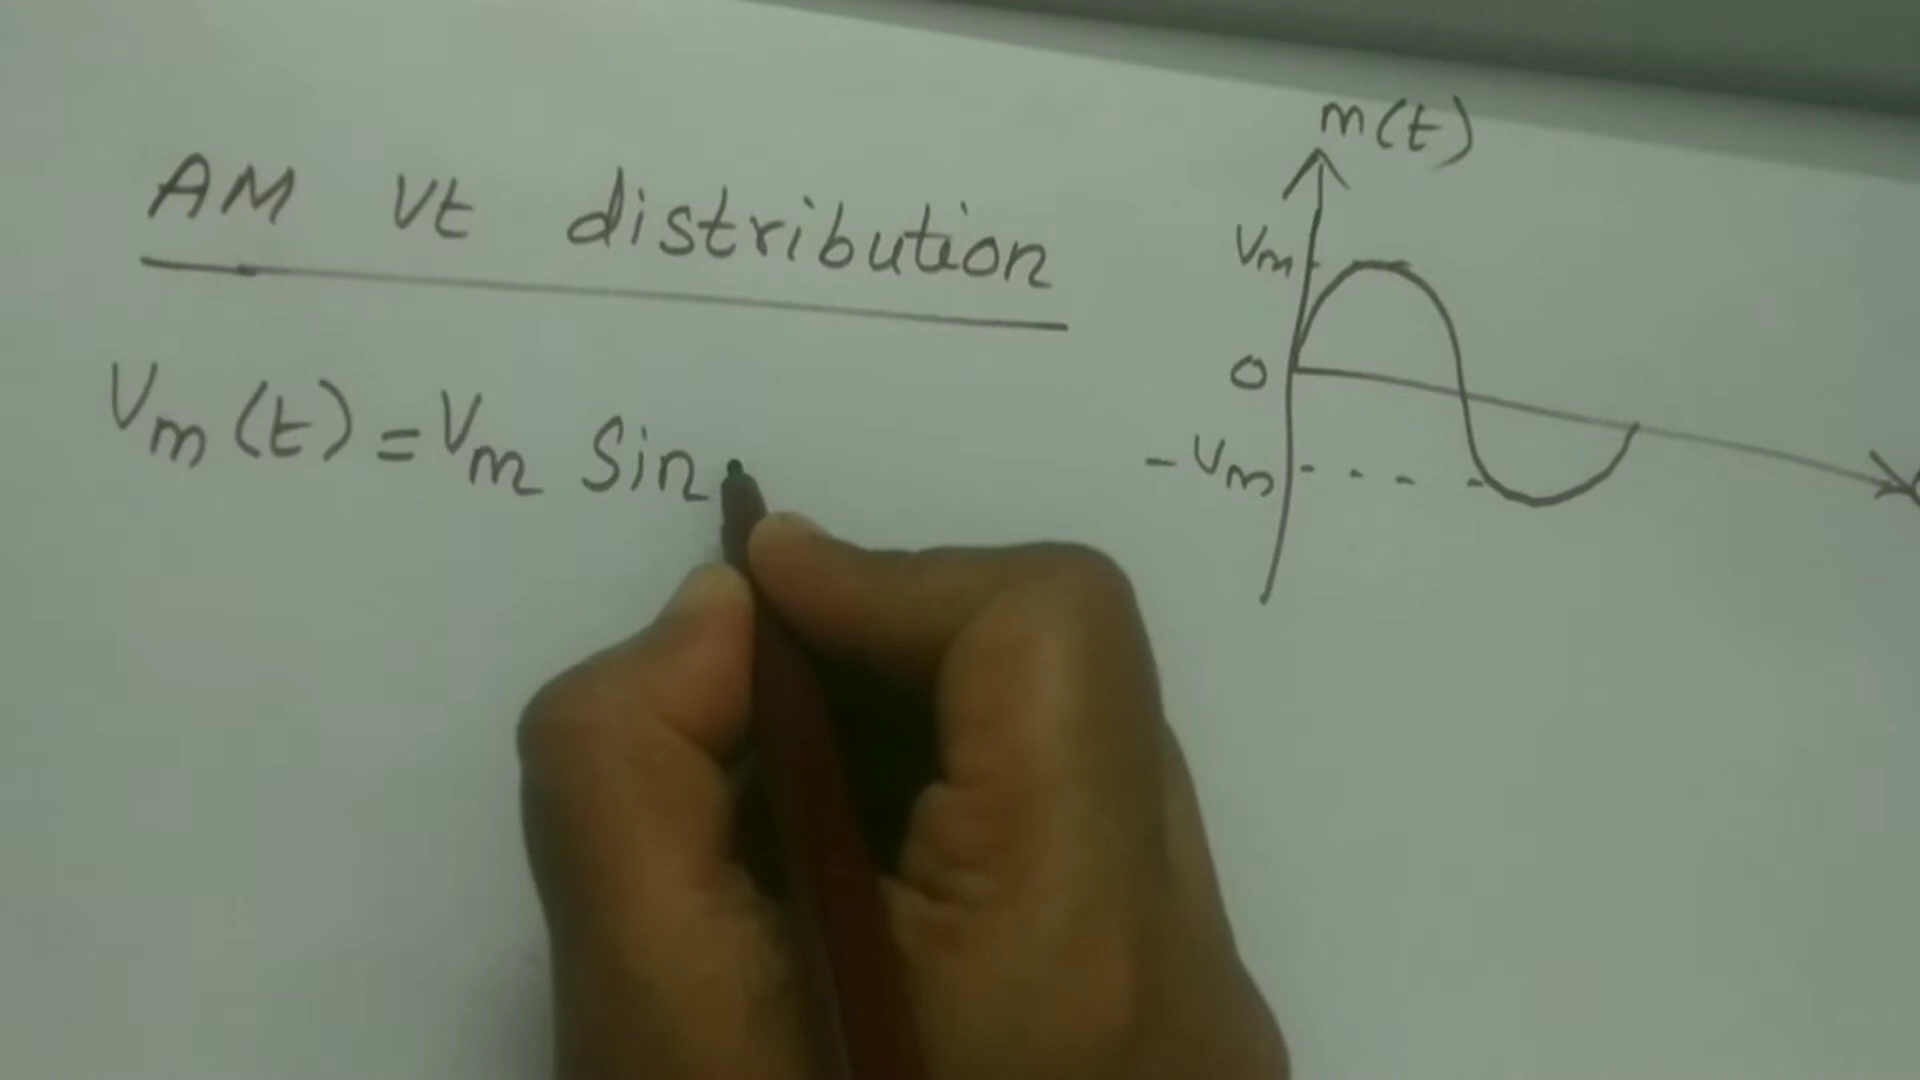 AM Vt distribution
Vm(t) = Vm Sin
m(t)
Vm
0
-Vm